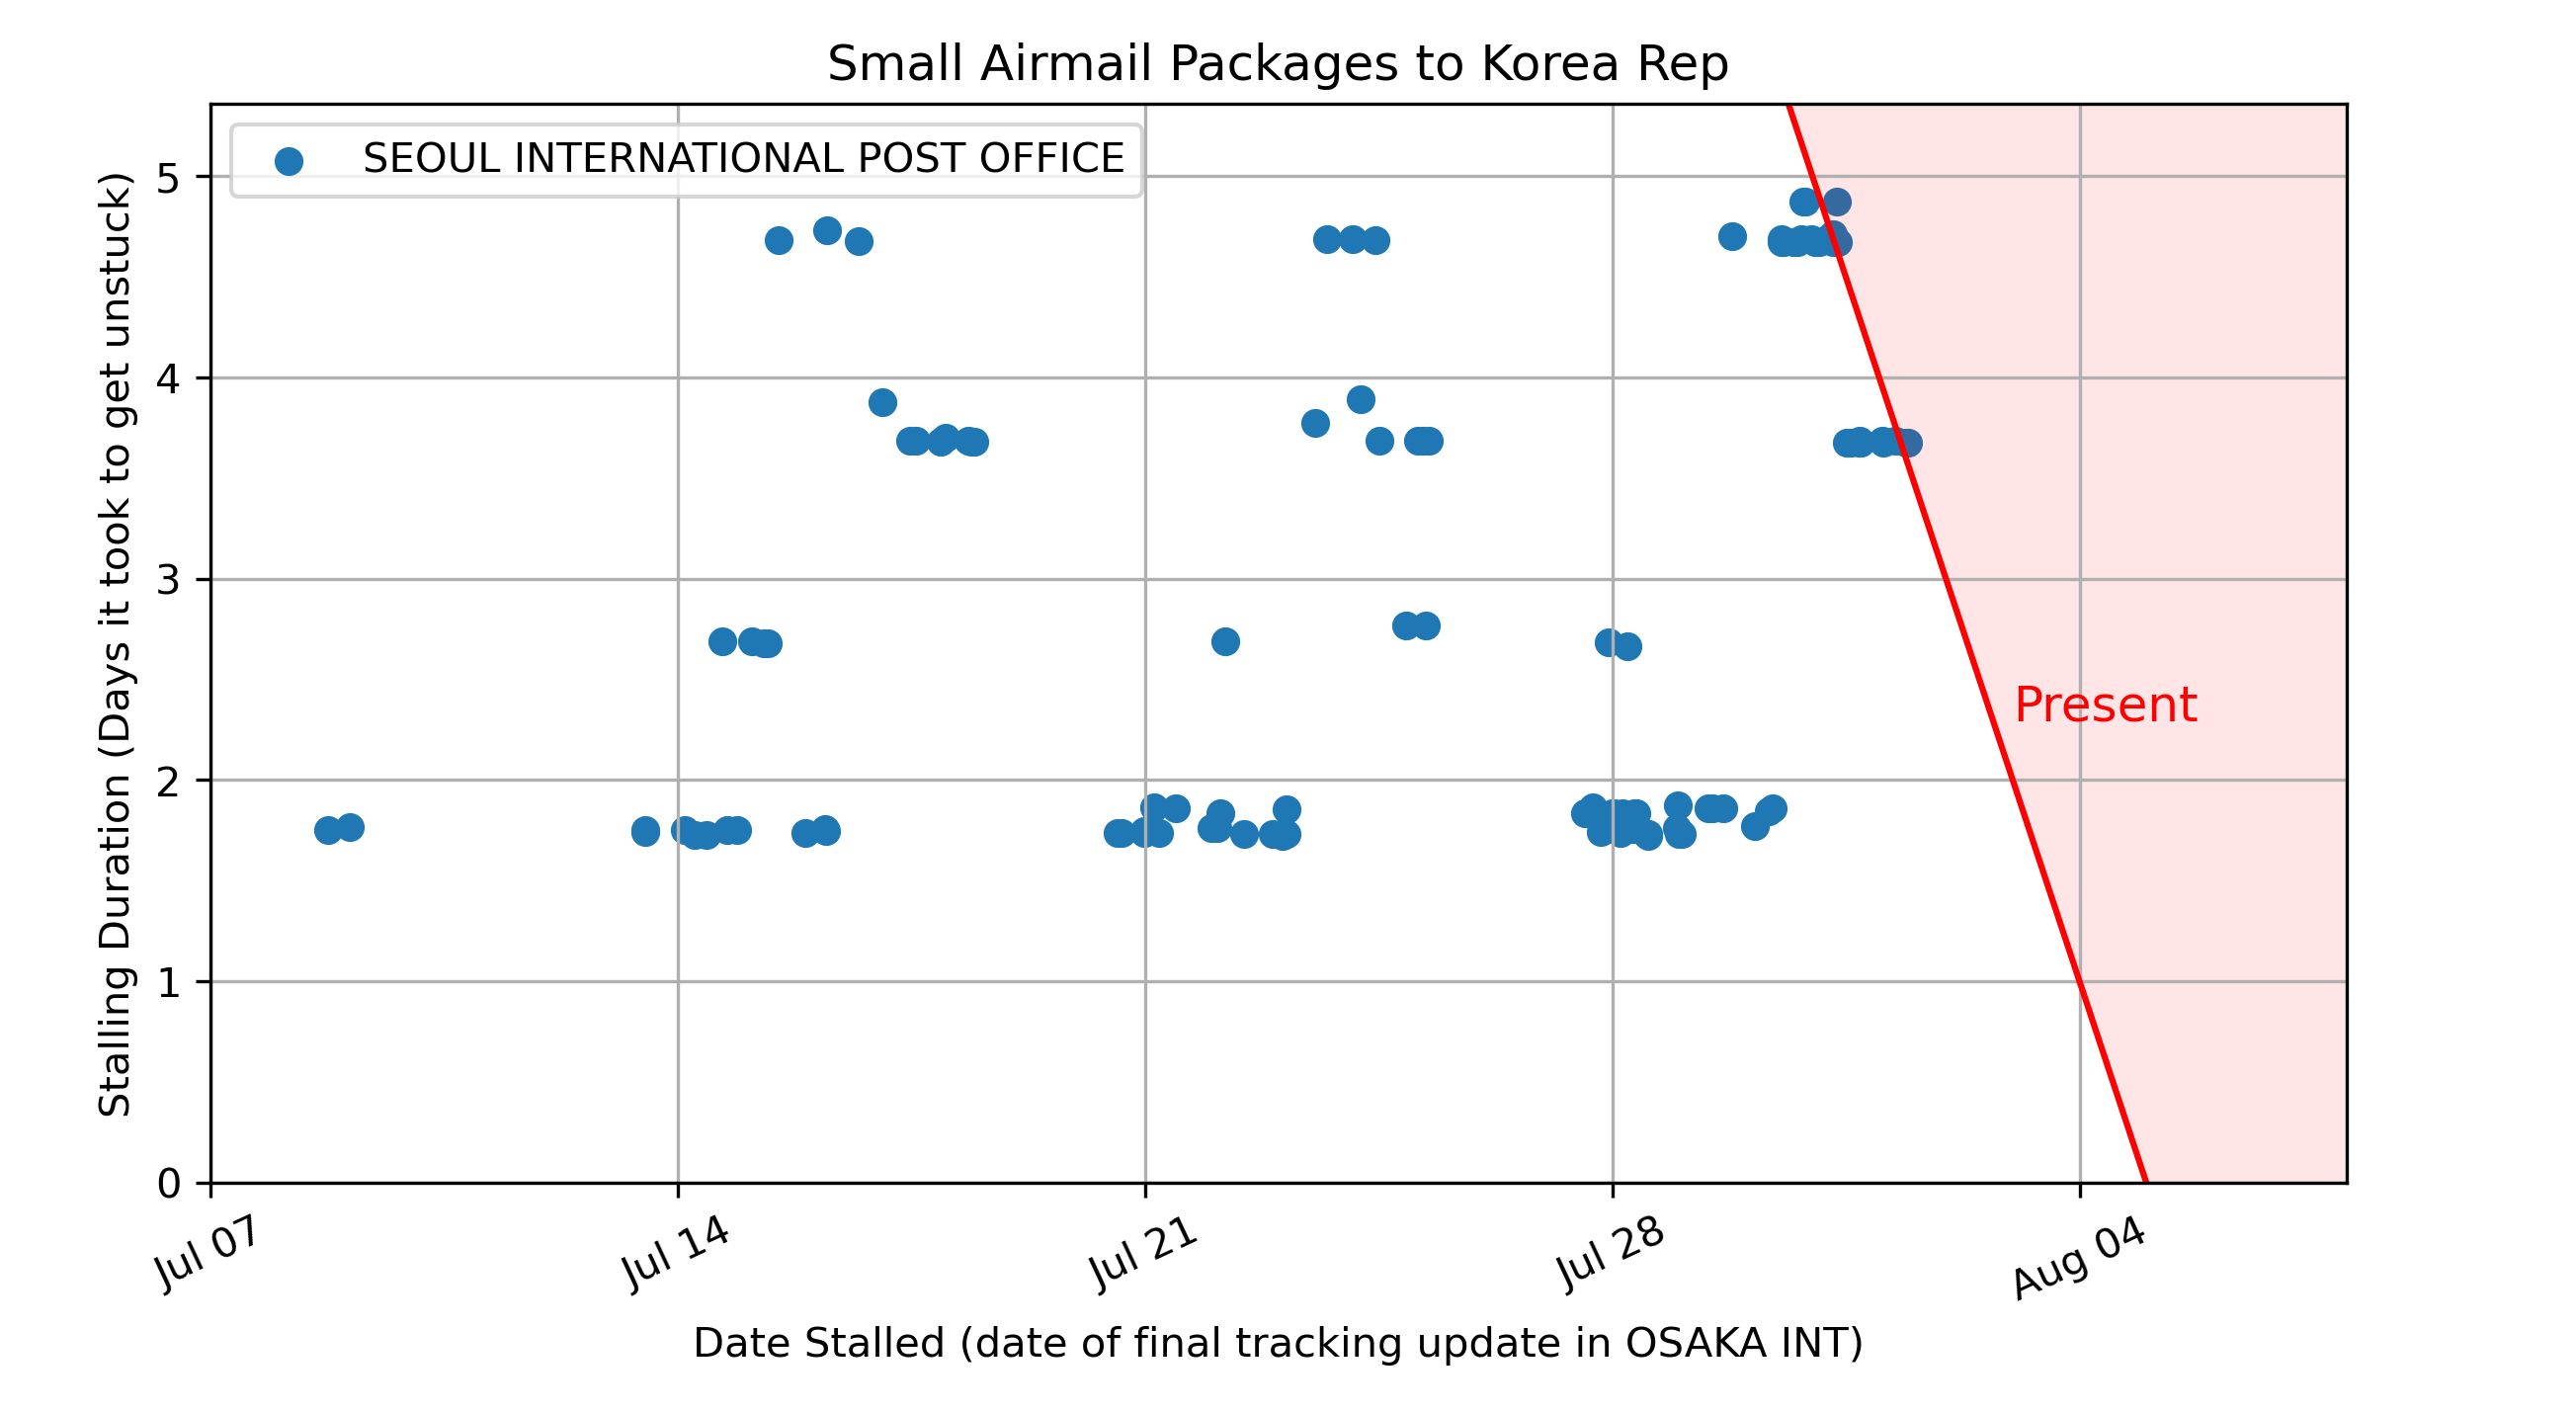 Small Airmail Packages to Korea Rep
SEOUL INTERNATIONAL POST OFFICE
Stalling Duration (Days it took to get unstuck)
5
4
3
2
1
0
Present
Jul 07
Jul 14
Jul 21
Jul 28
Aug 04
Date Stalled (date of final tracking update in OSAKA INT)